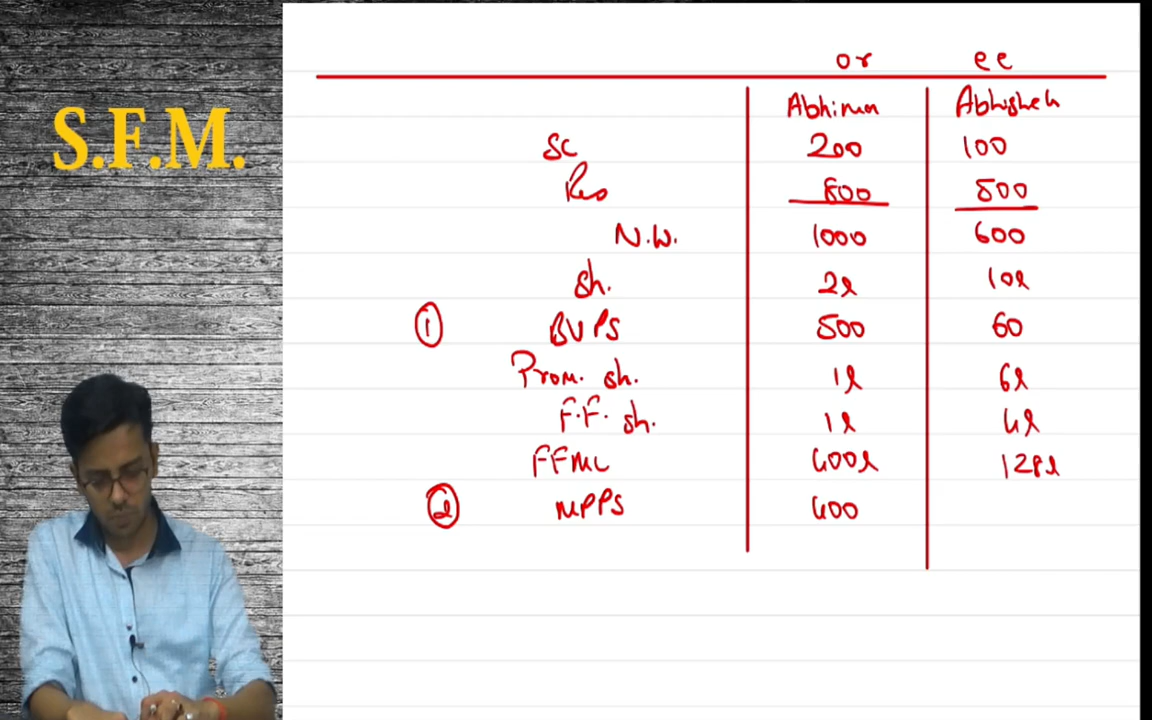 S.F.M.
or ee
Abhiman Abhishek
SC 200 100
Res 800 500
N.W. 1000 600
Sh. 2l 10l
① BVPS 500 60
Prom. sh. 1l 6l
F.F. sh. 1l 4l
FFMC 400l 128l
② MPPS 400